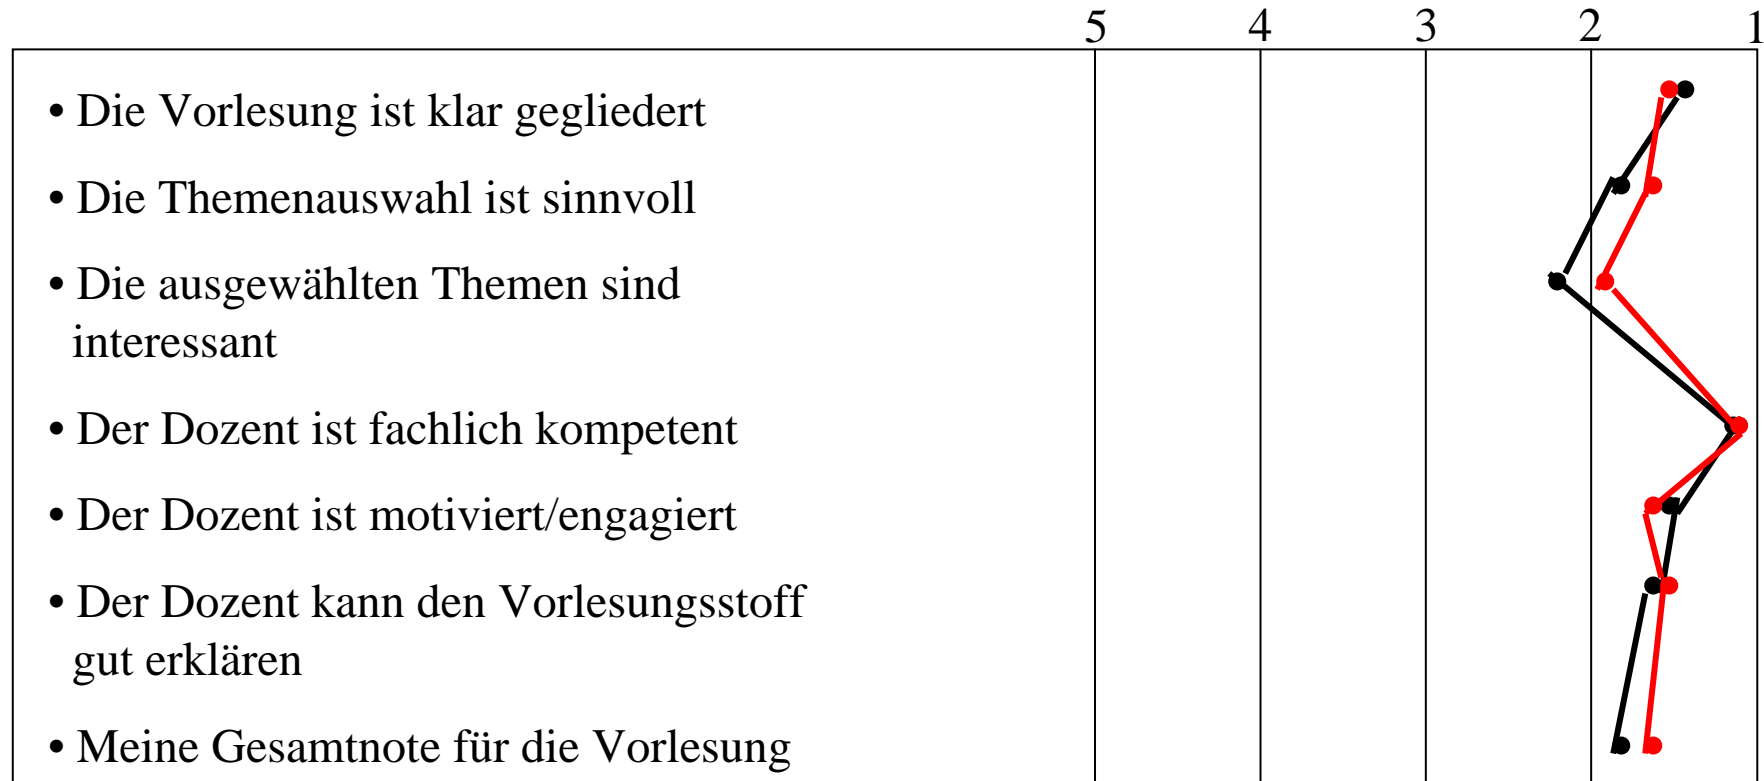 5 4 3 2 1
• Die Vorlesung ist klar gegliedert
• Die Themenauswahl ist sinnvoll
• Die ausgewählten Themen sind
interessant
• Der Dozent ist fachlich kompetent
• Der Dozent ist motiviert/engagiert
• Der Dozent kann den Vorlesungsstoff
gut erklären
• Meine Gesamtnote für die Vorlesung